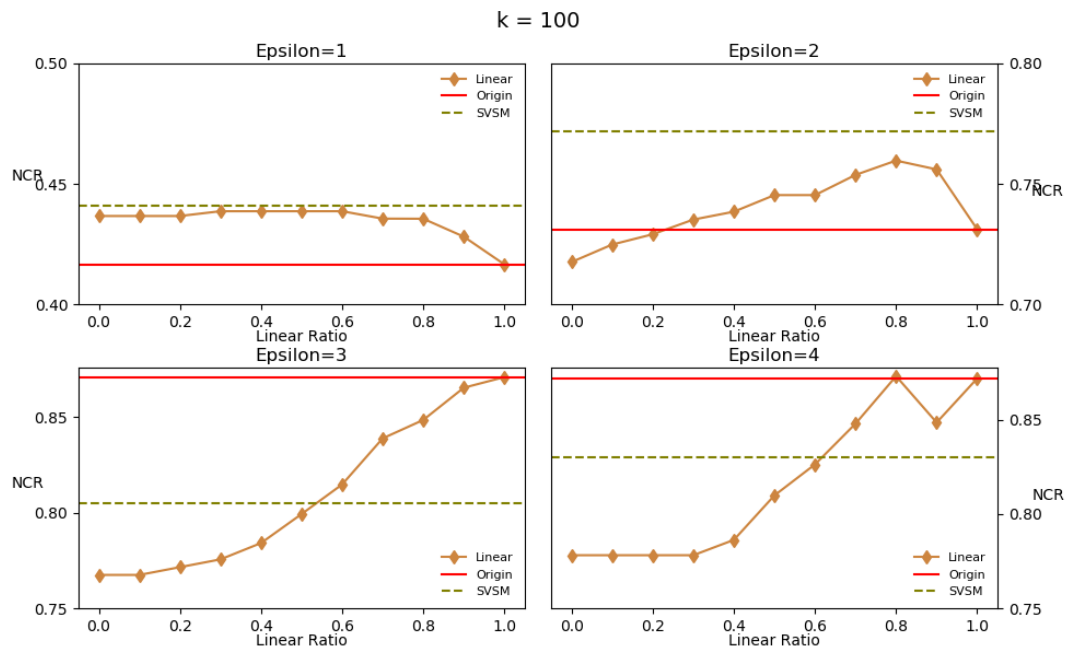 k = 100
Epsilon=1
0.50
0.45
0.40
NCR
Linear
Origin
SVSM
0.0 0.2 0.4 0.6 0.8 1.0
Linear Ratio
Epsilon=2
0.80
0.75
0.70
NCR
Linear
Origin
SVSM
0.0 0.2 0.4 0.6 0.8 1.0
Linear Ratio
Epsilon=3
0.85
0.80
0.75
NCR
Linear
Origin
SVSM
0.0 0.2 0.4 0.6 0.8 1.0
Linear Ratio
Epsilon=4
0.85
0.80
0.75
NCR
Linear
Origin
SVSM
0.0 0.2 0.4 0.6 0.8 1.0
Linear Ratio